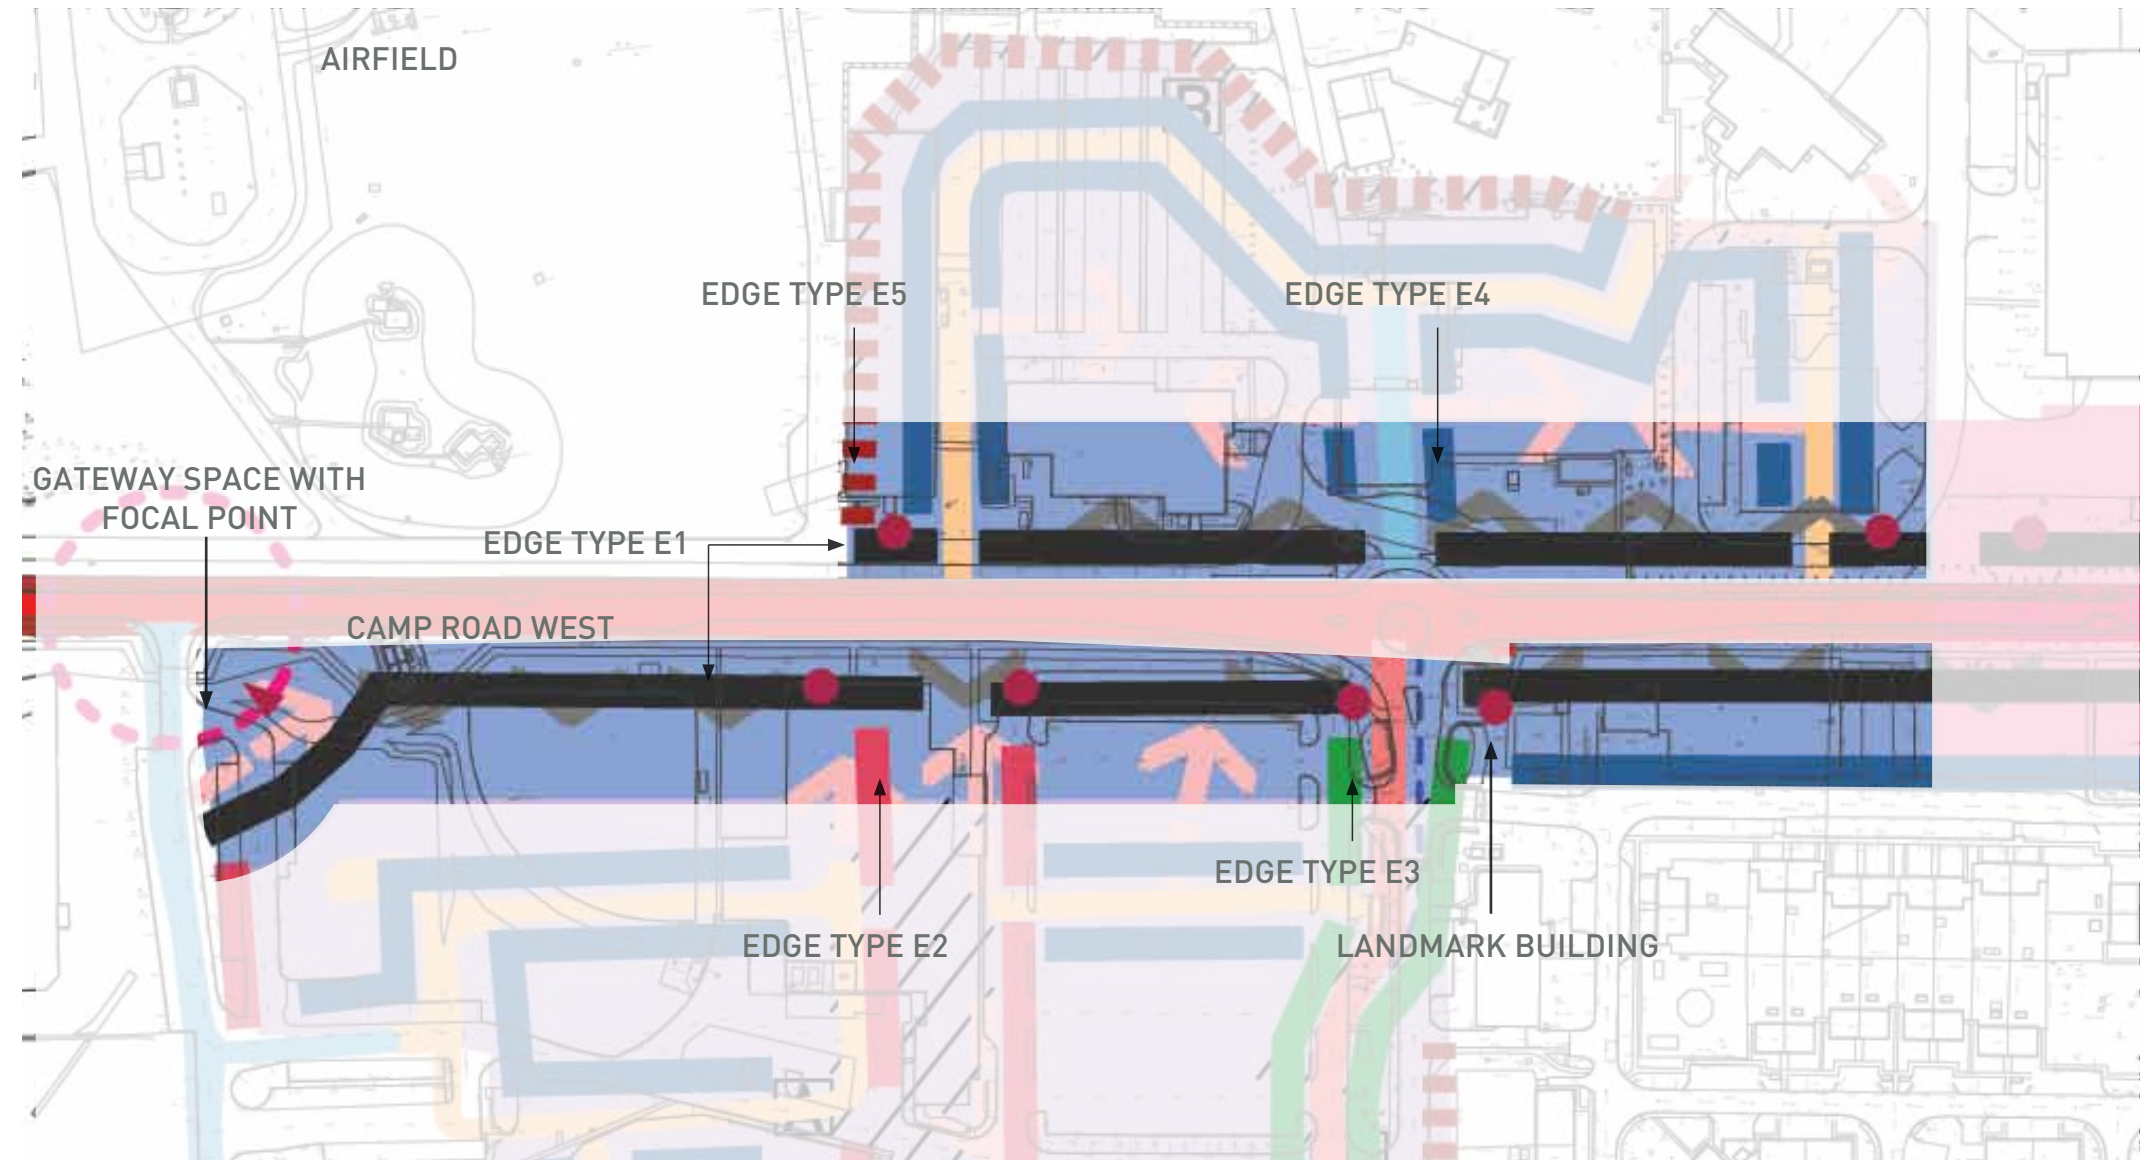 AIRFIELD
B
EDGE TYPE E5
EDGE TYPE E4
GATEWAY SPACE WITH
FOCAL POINT
EDGE TYPE E1
CAMP ROAD WEST
EDGE TYPE E3
EDGE TYPE E2
LANDMARK BUILDING